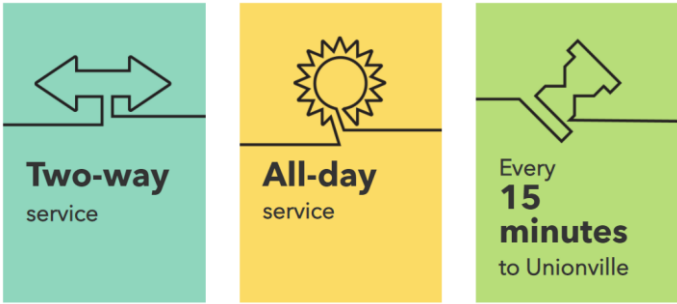 Two-way
service
All-day
service
Every
15
minutes
to Unionville